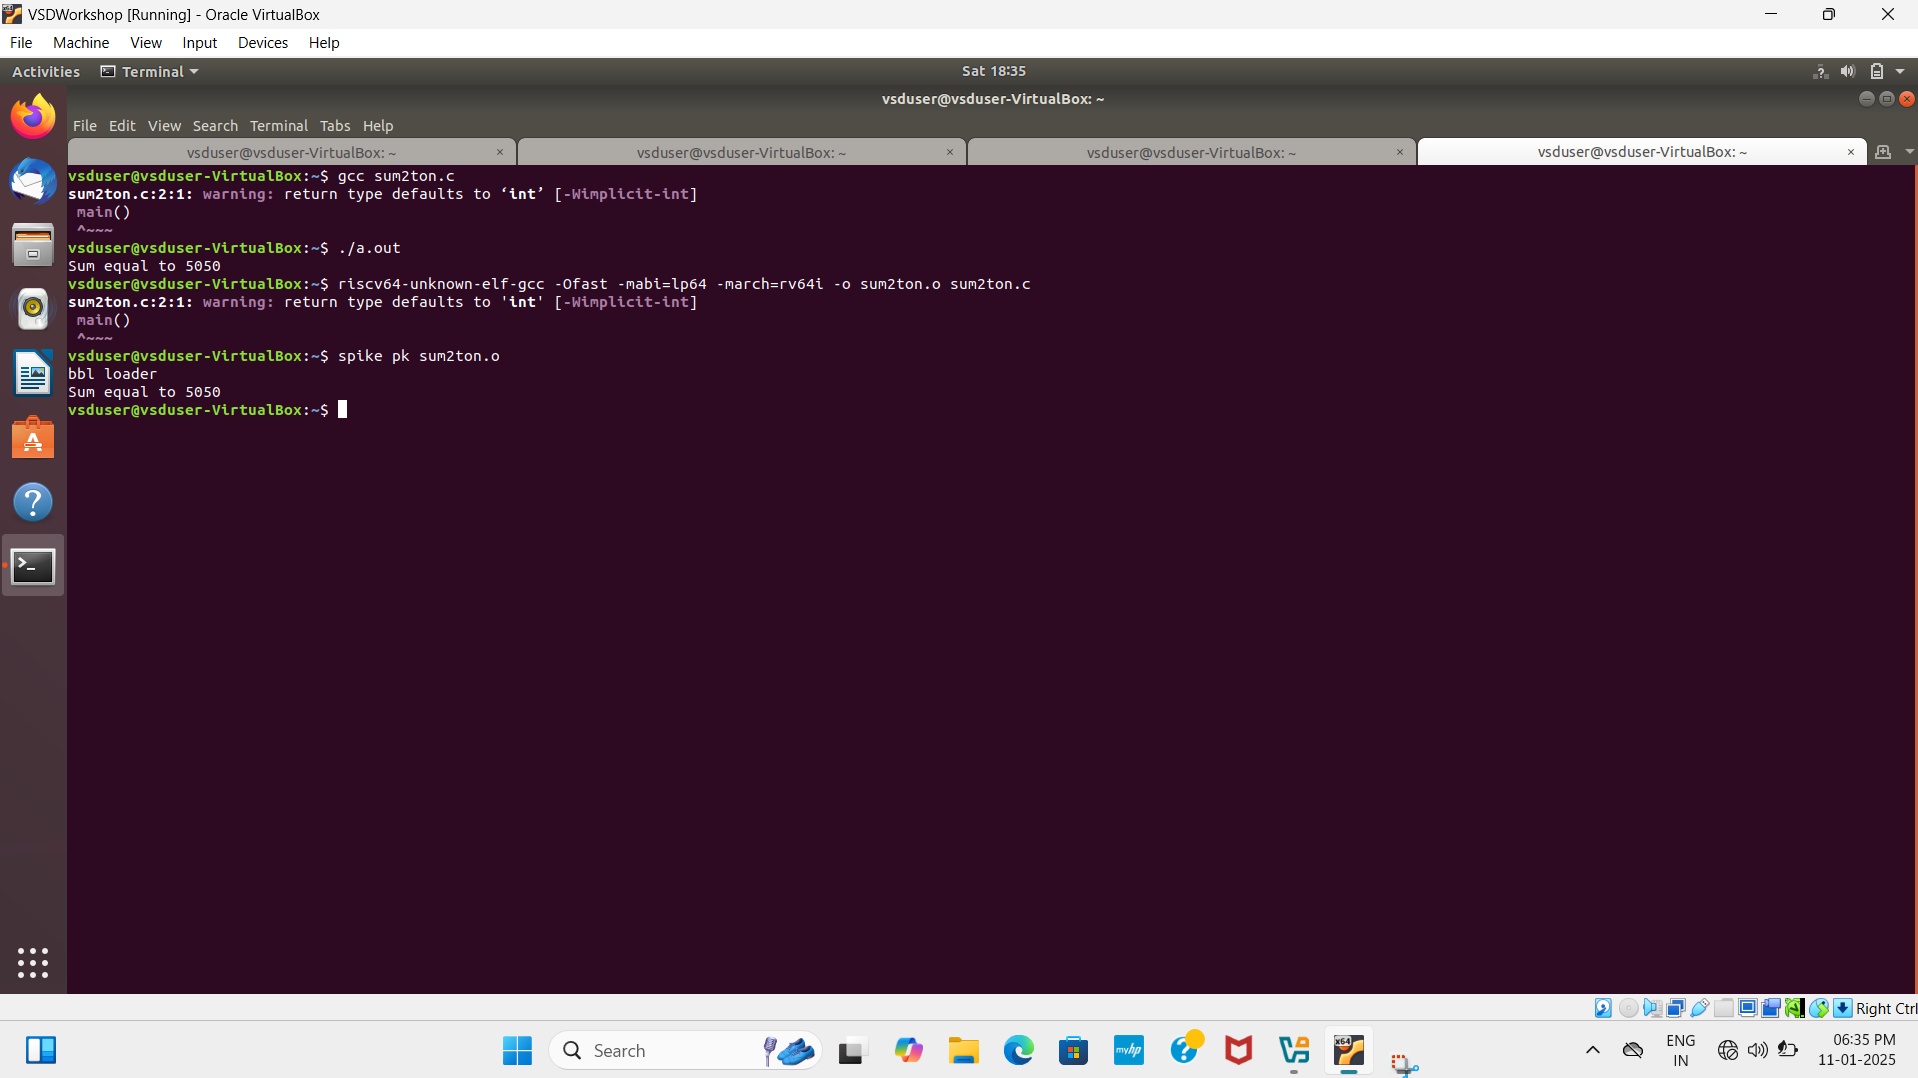 VSDWorkshop [Running] - Oracle VirtualBox
File Machine View Input Devices Help
Activities Terminal Sat 18:35
vsduser@vsduser-VirtualBox: ~
File Edit View Search Terminal Tabs Help
vsduser@vsduser-VirtualBox: ~ × vsduser@vsduser-VirtualBox: ~ × vsduser@vsduser-VirtualBox: ~ × vsduser@vsduser-VirtualBox: ~ ×
vsduser@vsduser-VirtualBox:~$ gcc sum2ton.c
sum2ton.c:2:1: warning: return type defaults to ‘int’ [-Wimplicit-int]
 main()
 ^~~~
vsduser@vsduser-VirtualBox:~$ ./a.out
Sum equal to 5050
vsduser@vsduser-VirtualBox:~$ riscv64-unknown-elf-gcc -Ofast -mabi=lp64 -march=rv64i -o sum2ton.o sum2ton.c
sum2ton.c:2:1: warning: return type defaults to 'int' [-Wimplicit-int]
 main()
 ^~~~
vsduser@vsduser-VirtualBox:~$ spike pk sum2ton.o
bbl loader
Sum equal to 5050
vsduser@vsduser-VirtualBox:~$
Right Ctrl
Search
myhp
x64
ENG
IN
06:35 PM
11-01-2025